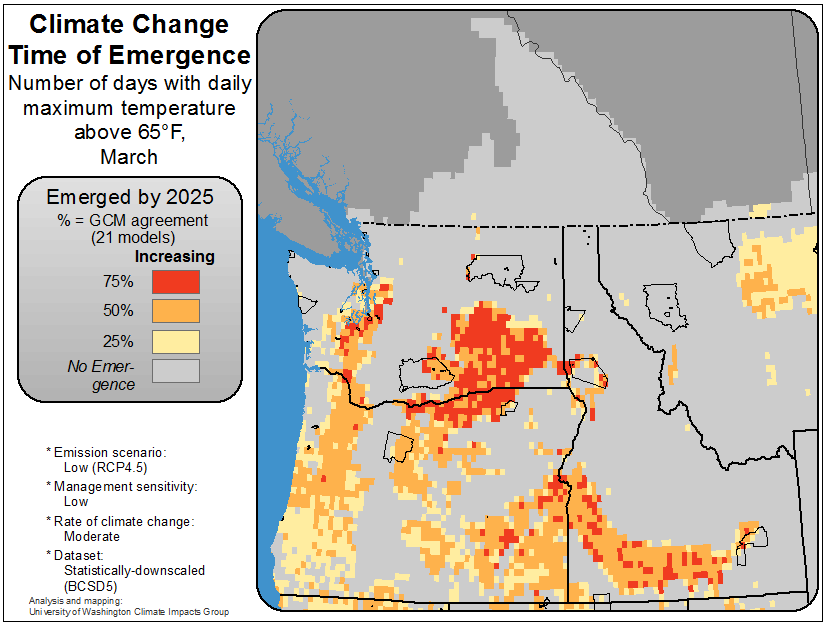 Climate Change
Time of Emergence
Number of days with daily
maximum temperature
above 65°F,
March
Emerged by 2025
% = GCM agreement
(21 models)
Increasing
75%
50%
25%
No Emer-
gence
* Emission scenario:
Low (RCP4.5)
* Management sensitivity:
Low
* Rate of climate change:
Moderate
* Dataset:
Statistically-downscaled
(BCSD5)
Analysis and mapping:
University of Washington Climate Impacts Group